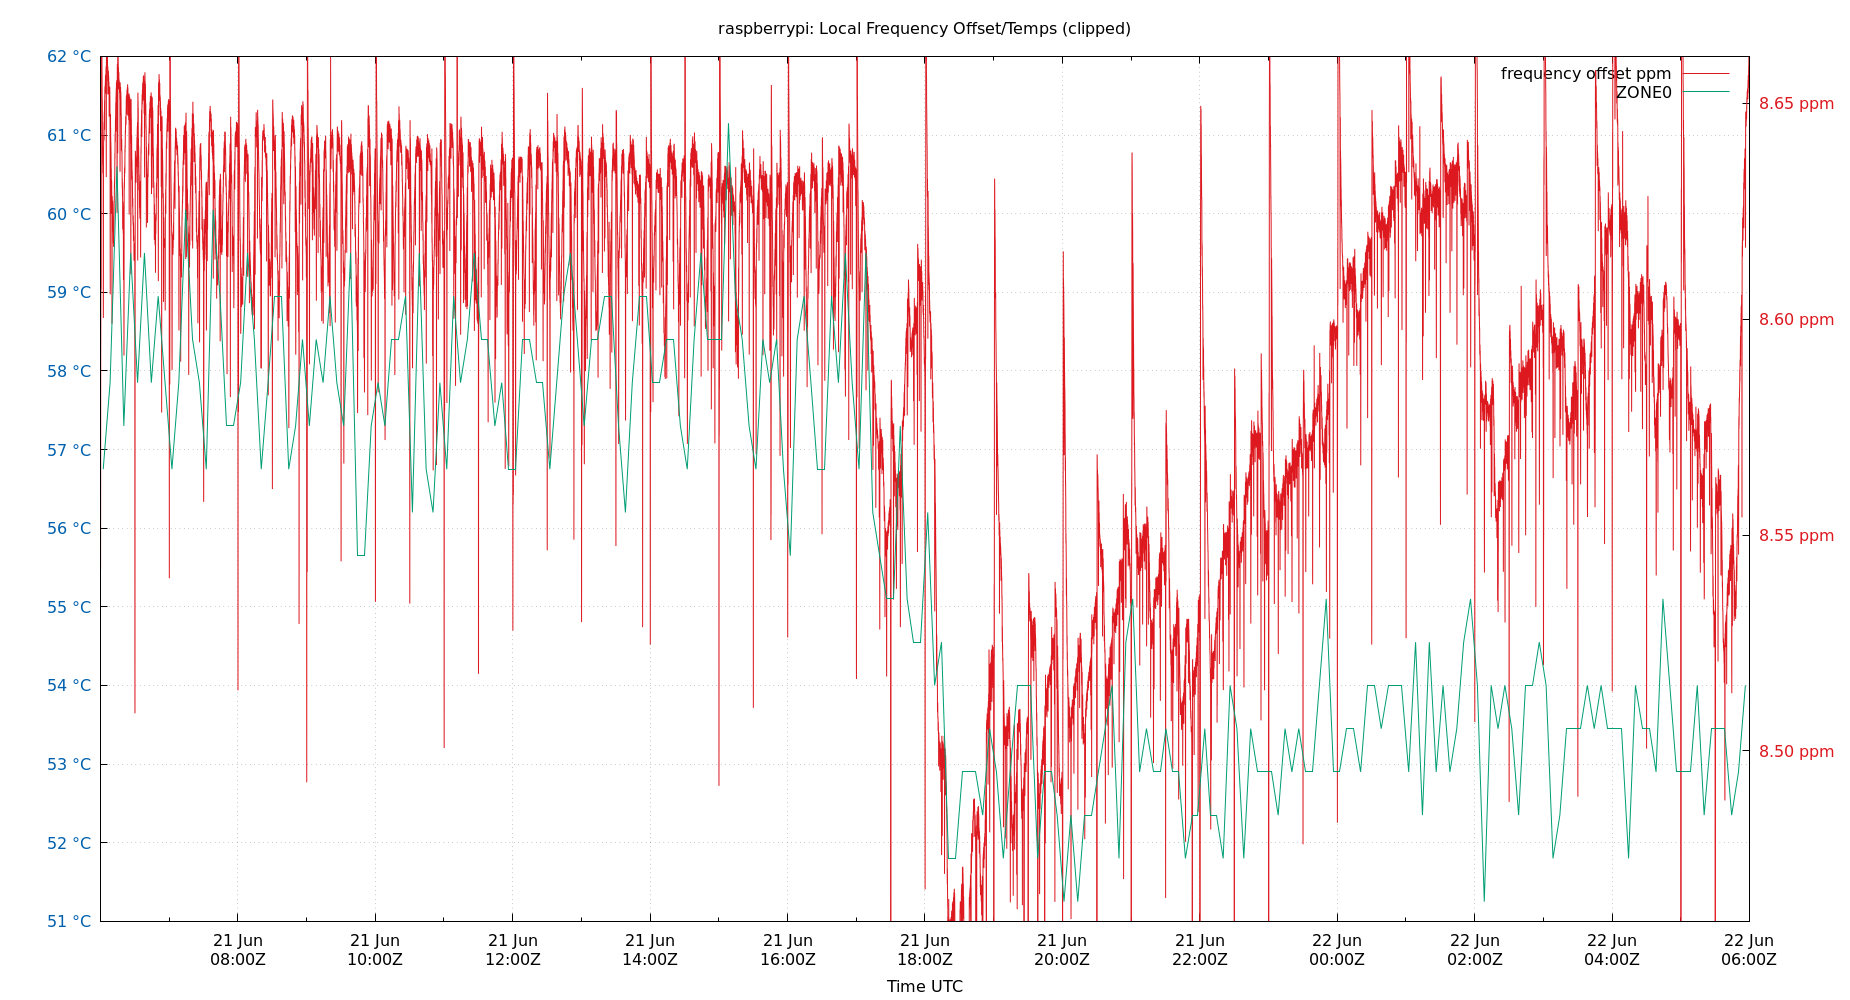 raspberrypi: Local Frequency Offset/Temps (clipped)
62 °C
61 °C
60 °C
59 °C
58 °C
57 °C
56 °C
55 °C
54 °C
53 °C
52 °C
51 °C
frequency offset ppm
ZONE0
8.65 ppm
8.60 ppm
8.55 ppm
8.50 ppm
21 Jun
08:00Z
21 Jun
10:00Z
21 Jun
12:00Z
21 Jun
14:00Z
21 Jun
16:00Z
21 Jun
18:00Z
21 Jun
20:00Z
21 Jun
22:00Z
22 Jun
00:00Z
22 Jun
02:00Z
22 Jun
04:00Z
22 Jun
06:00Z
Time UTC